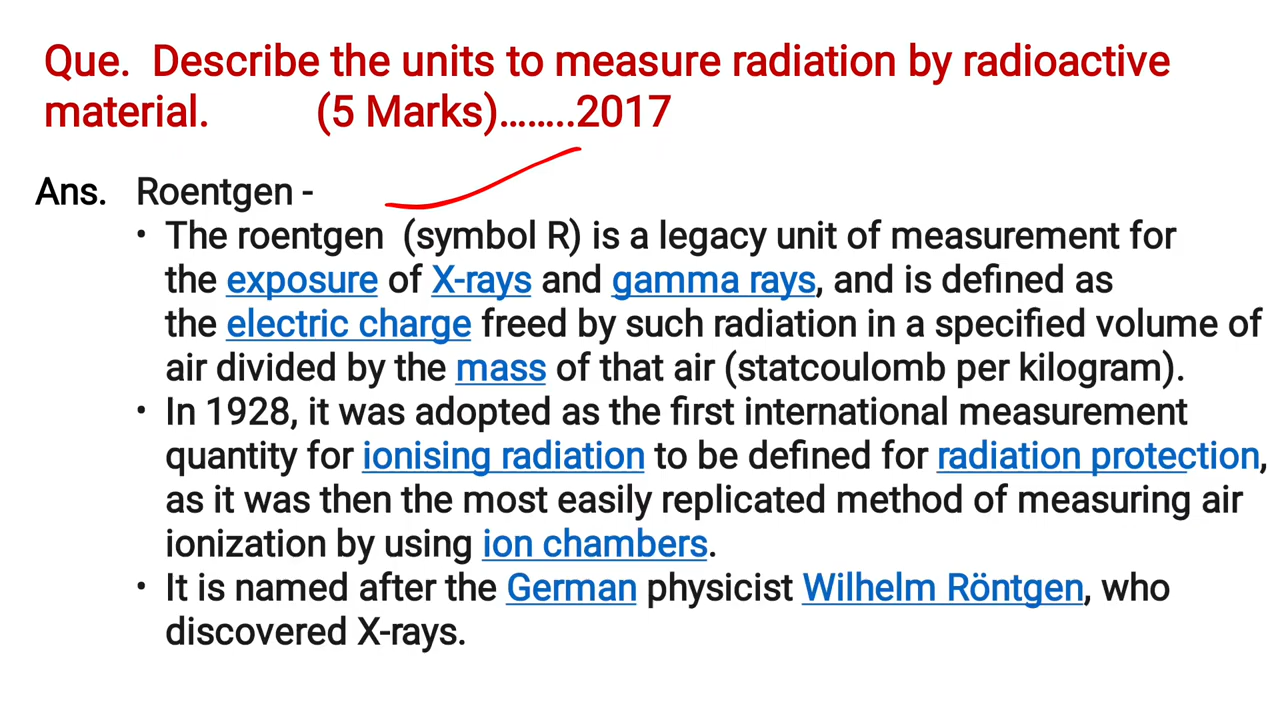 Que. Describe the units to measure radiation by radioactive
material. (5 Marks)……..2017
Ans. Roentgen -
• The roentgen (symbol R) is a legacy unit of measurement for
the exposure of X-rays and gamma rays, and is defined as
the electric charge freed by such radiation in a specified volume of
air divided by the mass of that air (statcoulomb per kilogram).
• In 1928, it was adopted as the first international measurement
quantity for ionising radiation to be defined for radiation protection,
as it was then the most easily replicated method of measuring air
ionization by using ion chambers.
• It is named after the German physicist Wilhelm Röntgen, who
discovered X-rays.